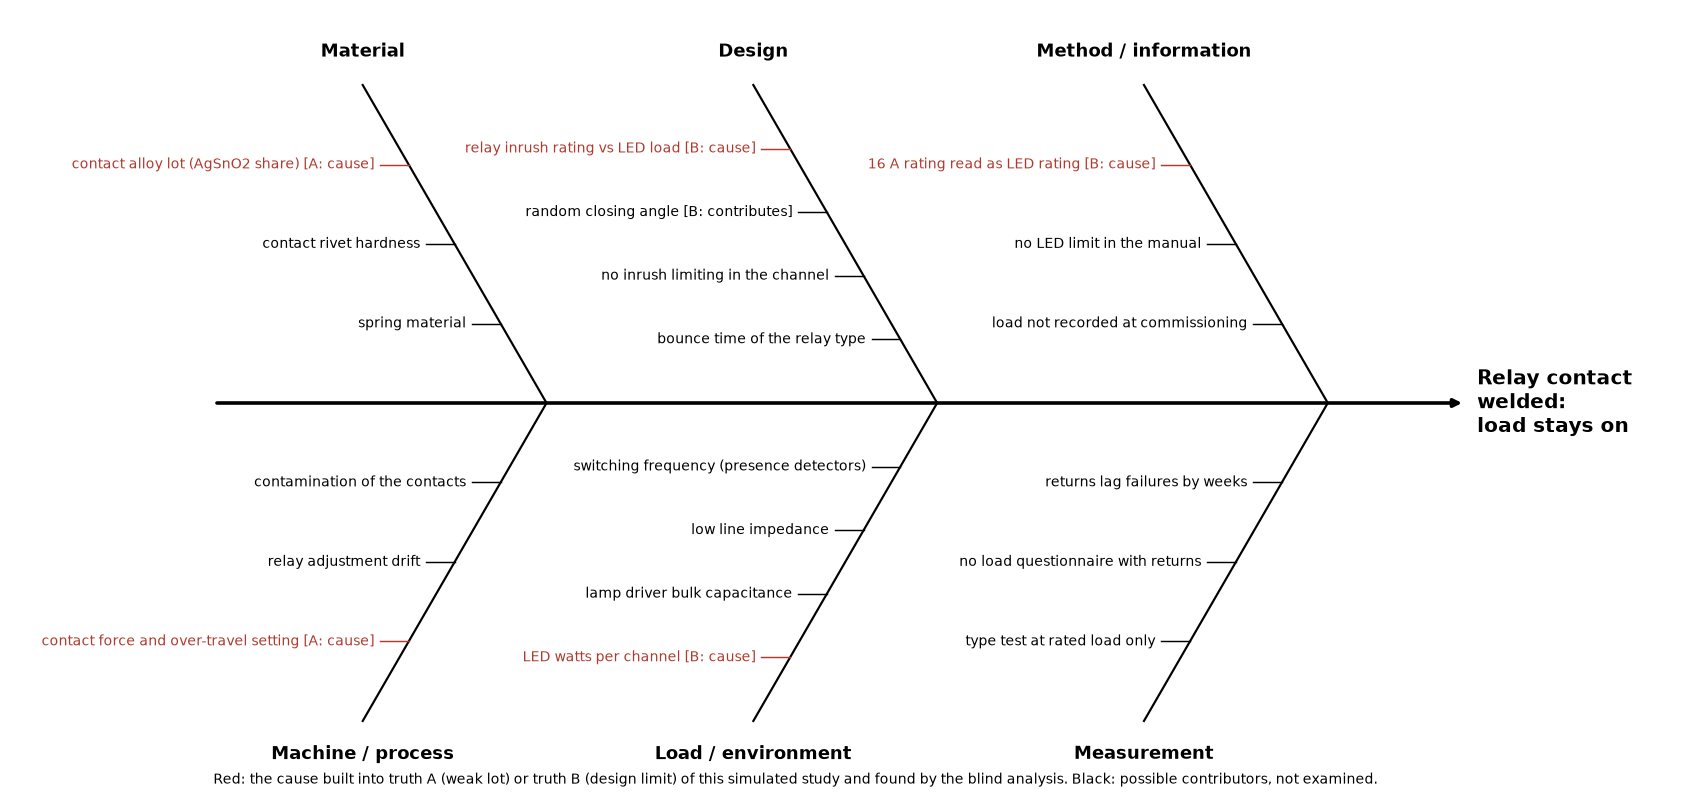 Material
Design
Method / information
contact alloy lot (AgSnO2 share) [A: cause]
contact rivet hardness
spring material
relay inrush rating vs LED load [B: cause]
random closing angle [B: contributes]
no inrush limiting in the channel
bounce time of the relay type
16 A rating read as LED rating [B: cause]
no LED limit in the manual
load not recorded at commissioning
Relay contact
welded:
load stays on
contamination of the contacts
relay adjustment drift
contact force and over-travel setting [A: cause]
switching frequency (presence detectors)
low line impedance
lamp driver bulk capacitance
LED watts per channel [B: cause]
returns lag failures by weeks
no load questionnaire with returns
type test at rated load only
Machine / process
Load / environment
Measurement
Red: the cause built into truth A (weak lot) or truth B (design limit) of this simulated study and found by the blind analysis. Black: possible contributors, not examined.